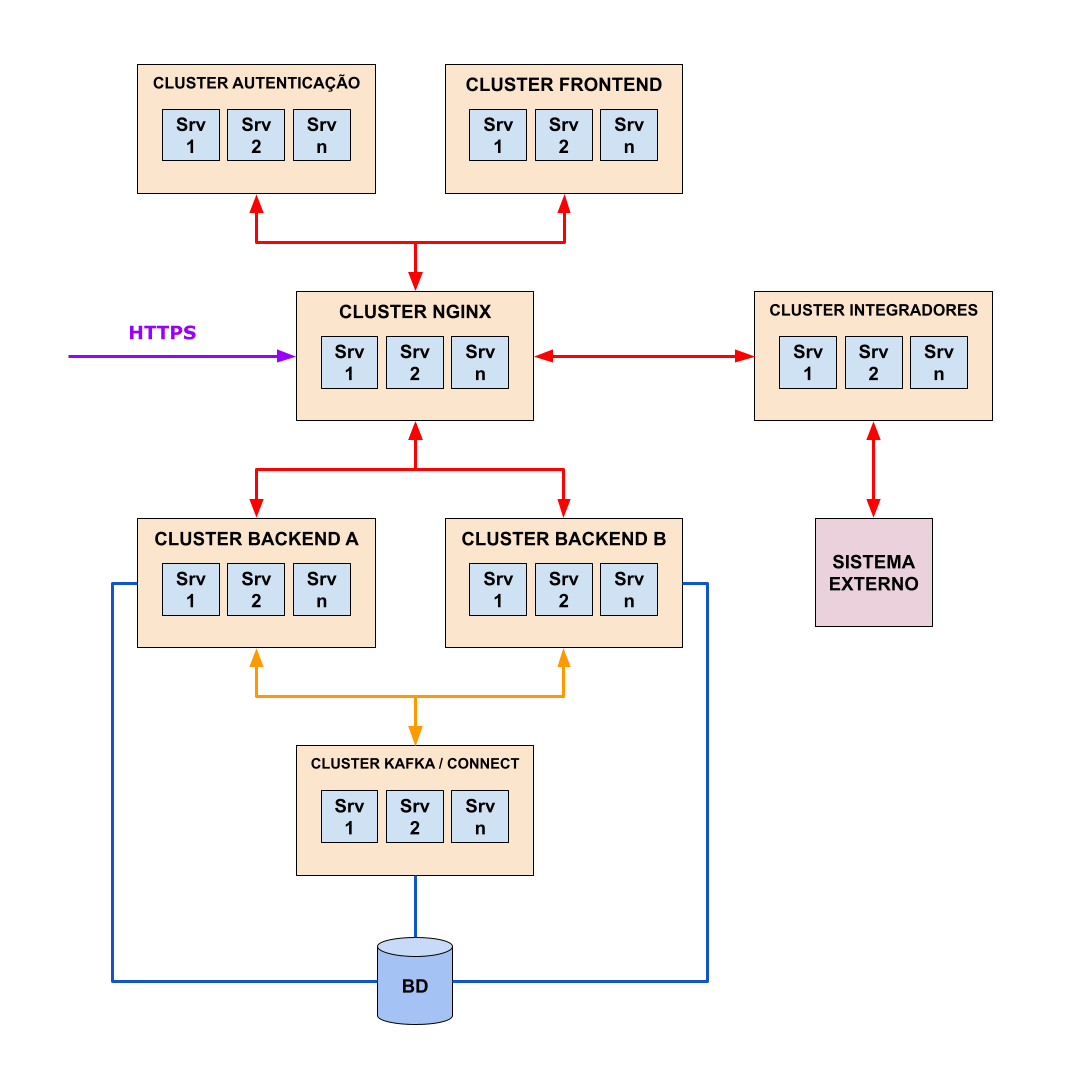 CLUSTER AUTENTICAÇÃO
Srv
1
Srv
2
Srv
n
CLUSTER FRONTEND
Srv
1
Srv
2
Srv
n
HTTPS
CLUSTER NGINX
Srv
1
Srv
2
Srv
n
CLUSTER INTEGRADORES
Srv
1
Srv
2
Srv
n
CLUSTER BACKEND A
Srv
1
Srv
2
Srv
n
CLUSTER BACKEND B
Srv
1
Srv
2
Srv
n
SISTEMA
EXTERNO
CLUSTER KAFKA / CONNECT
Srv
1
Srv
2
Srv
n
BD